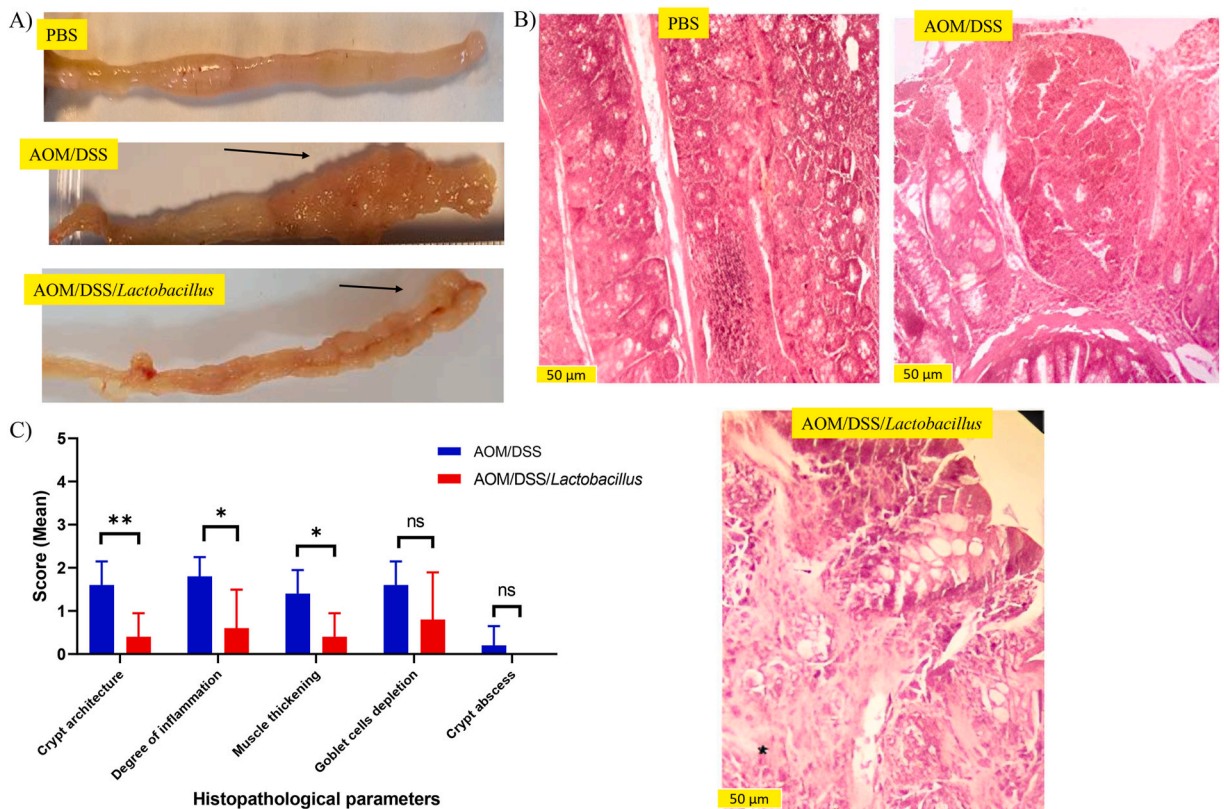 A)
PBS
AOM/DSS
AOM/DSS/Lactobacillus
B)
PBS
AOM/DSS
50 μm
50 μm
AOM/DSS/Lactobacillus
*
50 μm
C)
5
4
3
2
1
0
Score (Mean)
AOM/DSS
AOM/DSS/Lactobacillus
**
*
*
ns
ns
Crypt architecture
Degree of inflammation
Muscle thickening
Goblet cells depletion
Crypt abscess
Histopathological parameters